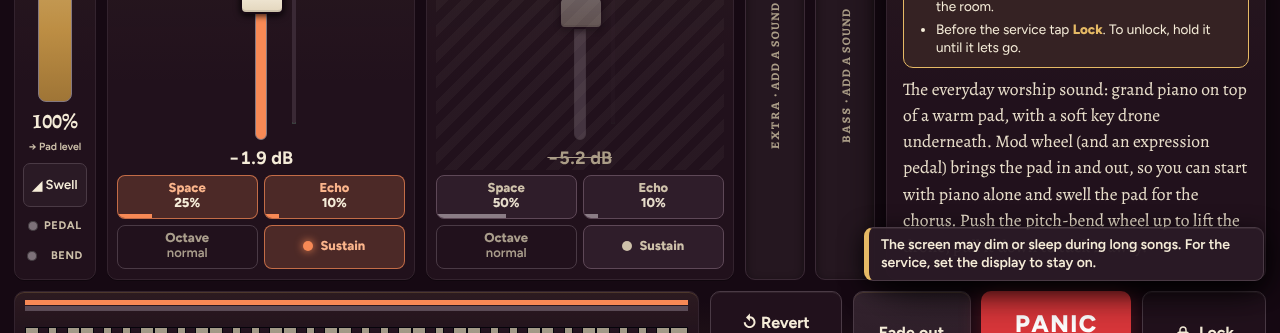 100%
→ Pad level
Swell
PEDAL
BEND
-1.9 dB
Space
25%
Echo
10%
Octave
normal
Sustain
-5.2 dB
Space
50%
Echo
10%
Octave
normal
Sustain
EXTRA · ADD A SOUND
BASS · ADD A SOUND
the room.
• Before the service tap Lock. To unlock, hold it
until it lets go.
The everyday worship sound: grand piano on top
of a warm pad, with a soft key drone
underneath. Mod wheel (and an expression
pedal) brings the pad in and out, so you can start
with piano alone and swell the pad for the
chorus. Push the pitch-bend wheel up to lift the
The screen may dim or sleep during long songs. For the
service, set the display to stay on.
Revert
Fade out
PANIC
Lock